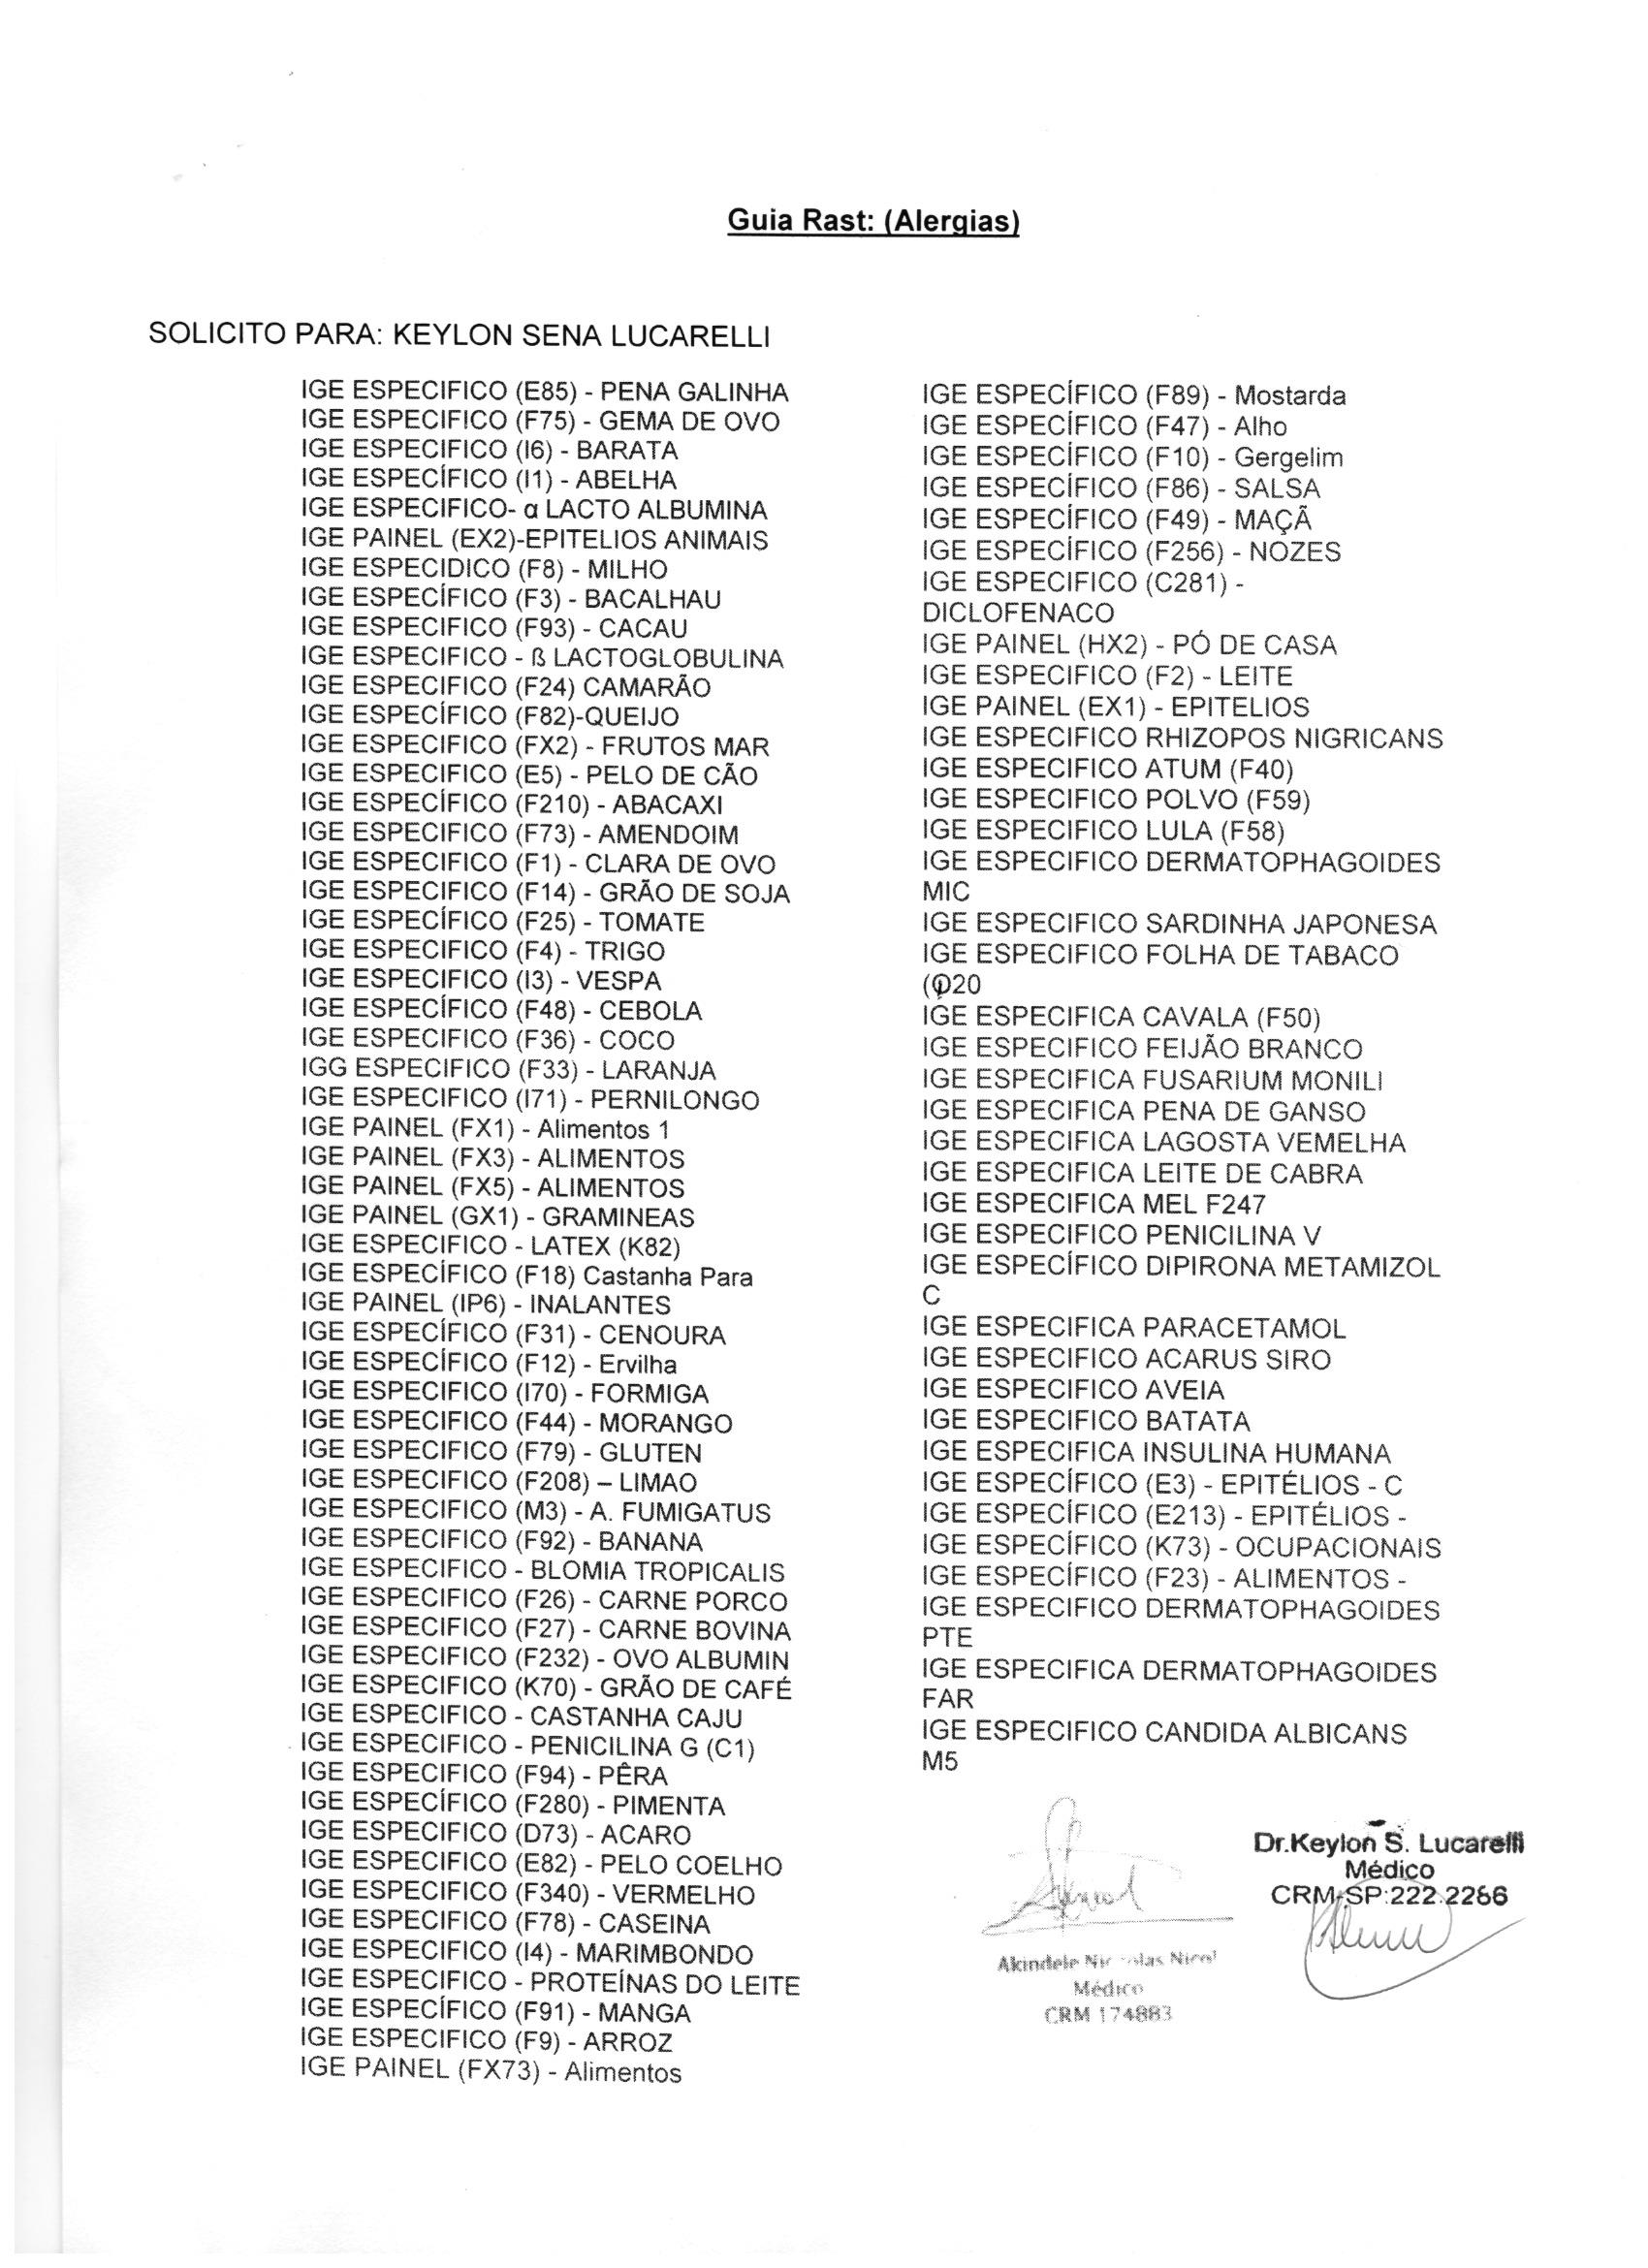 Guia Rast: (Alergias)
SOLICITO PARA: KEYLON SENA LUCARELLI
IGE ESPECIFICO (E85) - PENA GALINHA
IGE ESPECIFICO (F75) - GEMA DE OVO
IGE ESPECIFICO (I6) - BARATA
IGE ESPECÍFICO (I1) - ABELHA
IGE ESPECIFICO- α LACTO ALBUMINA
IGE PAINEL (EX2)-EPITELIOS ANIMAIS
IGE ESPECIDICO (F8) - MILHO
IGE ESPECÍFICO (F3) - BACALHAU
IGE ESPECIFICO (F93) - CACAU
IGE ESPECIFICO - ß LACTOGLOBULINA
IGE ESPECIFICO (F24) CAMARÃO
IGE ESPECÍFICO (F82)-QUEIJO
IGE ESPECIFICO (FX2) - FRUTOS MAR
IGE ESPECIFICO (E5) - PELO DE CÃO
IGE ESPECÍFICO (F210) - ABACAXI
IGE ESPECIFICO (F73) - AMENDOIM
IGE ESPECIFICO (F1) - CLARA DE OVO
IGE ESPECIFICO (F14) - GRÃO DE SOJA
IGE ESPECÍFICO (F25) - TOMATE
IGE ESPECIFICO (F4) - TRIGO
IGE ESPECIFICO (I3) - VESPA
IGE ESPECÍFICO (F48) - CEBOLA
IGE ESPECIFICO (F36) - COCO
IGG ESPECIFICO (F33) - LARANJA
IGE ESPECIFICO (I71) - PERNILONGO
IGE PAINEL (FX1) - Alimentos 1
IGE PAINEL (FX3) - ALIMENTOS
IGE PAINEL (FX5) - ALIMENTOS
IGE PAINEL (GX1) - GRAMINEAS
IGE ESPECIFICO - LATEX (K82)
IGE ESPECÍFICO (F18) Castanha Para
IGE PAINEL (IP6) - INALANTES
IGE ESPECÍFICO (F31) - CENOURA
IGE ESPECÍFICO (F12) - Ervilha
IGE ESPECIFICO (I70) - FORMIGA
IGE ESPECIFICO (F44) - MORANGO
IGE ESPECIFICO (F79) - GLUTEN
IGE ESPECIFICO (F208) – LIMAO
IGE ESPECIFICO (M3) - A. FUMIGATUS
IGE ESPECIFICO (F92) - BANANA
IGE ESPECIFICO - BLOMIA TROPICALIS
IGE ESPECIFICO (F26) - CARNE PORCO
IGE ESPECIFICO (F27) - CARNE BOVINA
IGE ESPECIFICO (F232) - OVO ALBUMIN
IGE ESPECIFICO (K70) - GRÃO DE CAFÉ
IGE ESPECIFICO - CASTANHA CAJU
IGE ESPECIFICO - PENICILINA G (C1)
IGE ESPECIFICO (F94) - PÊRA
IGE ESPECÍFICO (F280) - PIMENTA
IGE ESPECIFICO (D73) - ACARO
IGE ESPECIFICO (E82) - PELO COELHO
IGE ESPECIFICO (F340) - VERMELHO
IGE ESPECIFICO (F78) - CASEINA
IGE ESPECIFICO (I4) - MARIMBONDO
IGE ESPECIFICO - PROTEÍNAS DO LEITE
IGE ESPECÍFICO (F91) - MANGA
IGE ESPECIFICO (F9) - ARROZ
IGE PAINEL (FX73) - Alimentos
IGE ESPECÍFICO (F89) - Mostarda
IGE ESPECÍFICO (F47) - Alho
IGE ESPECÍFICO (F10) - Gergelim
IGE ESPECÍFICO (F86) - SALSA
IGE ESPECÍFICO (F49) - MAÇÃ
IGE ESPECÍFICO (F256) - NOZES
IGE ESPECIFICO (C281) -
DICLOFENACO
IGE PAINEL (HX2) - PÓ DE CASA
IGE ESPECIFICO (F2) - LEITE
IGE PAINEL (EX1) - EPITELIOS
IGE ESPECIFICO RHIZOPOS NIGRICANS
IGE ESPECIFICO ATUM (F40)
IGE ESPECIFICO POLVO (F59)
IGE ESPECIFICO LULA (F58)
IGE ESPECIFICO DERMATOPHAGOIDES
MIC
IGE ESPECIFICO SARDINHA JAPONESA
IGE ESPECIFICO FOLHA DE TABACO
IGE ESPECIFICA CAVALA (F50)
IGE ESPECIFICO FEIJÃO BRANCO
IGE ESPECIFICA FUSARIUM MONILI
IGE ESPECIFICA PENA DE GANSO
IGE ESPECIFICA LAGOSTA VEMELHA
IGE ESPECIFICA LEITE DE CABRA
IGE ESPECIFICA MEL F247
IGE ESPECIFICO PENICILINA V
IGE ESPECÍFICO DIPIRONA METAMIZOL
C
IGE ESPECIFICA PARACETAMOL
IGE ESPECIFICO ACARUS SIRO
IGE ESPECIFICO AVEIA
IGE ESPECIFICO BATATA
IGE ESPECIFICA INSULINA HUMANA
IGE ESPECÍFICO (E3) - EPITÉLIOS - C
IGE ESPECÍFICO (E213) - EPITÉLIOS -
IGE ESPECÍFICO (K73) - OCUPACIONAIS
IGE ESPECÍFICO (F23) - ALIMENTOS -
IGE ESPECIFICO DERMATOPHAGOIDES
PTE
IGE ESPECIFICA DERMATOPHAGOIDES
FAR
IGE ESPECIFICO CANDIDA ALBICANS
M5
Akindele Nicol
Médico
CRM 174883
Dr.Keylon S. Lucarelli
Médico
CRM-SP:222.2266